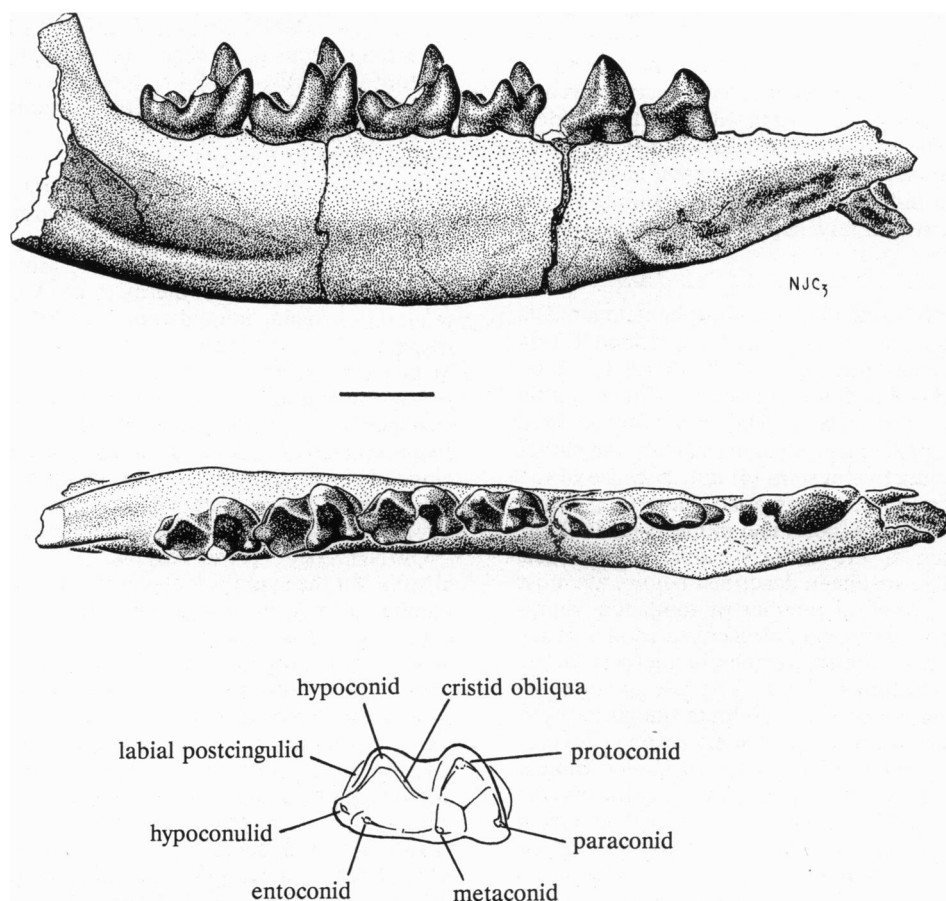 NJC3
hypoconid
cristid obliqua
labial postcingulid
protoconid
hypoconulid
paraconid
entoconid
metaconid